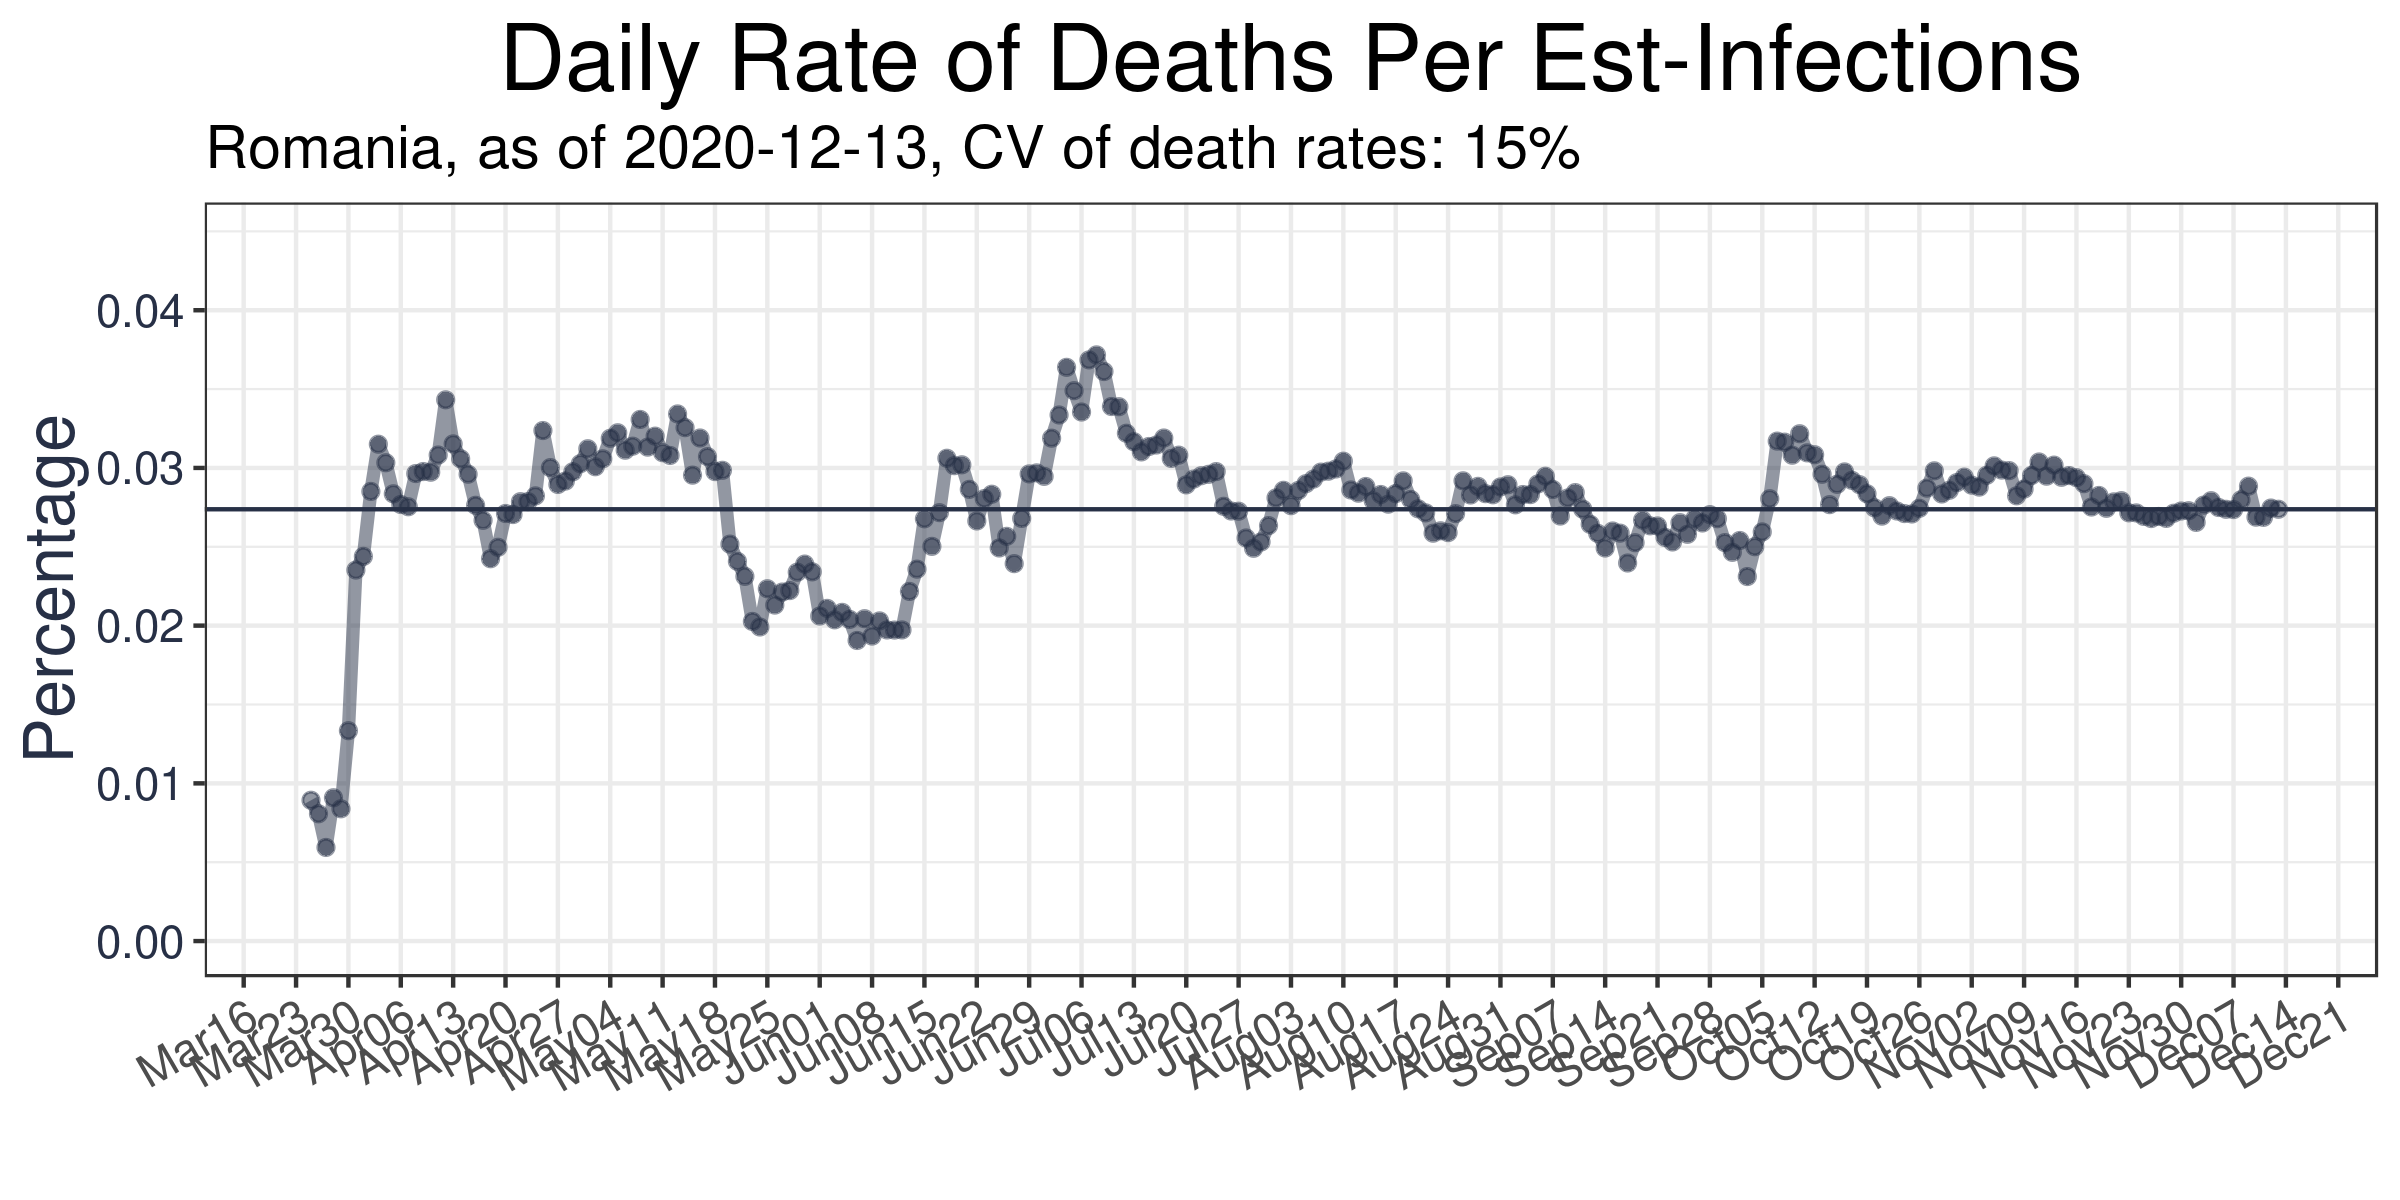 Daily Rate of Deaths Per Est-Infections
Romania, as of 2020-12-13, CV of death rates: 15%
Percentage
0.04
0.03
0.02
0.01
0.00
Mar16
Mar23
Mar30
Apr06
Apr13
Apr20
Apr27
May04
May11
May18
May25
Jun01
Jun08
Jun15
Jun22
Jun29
Jul06
Jul13
Jul20
Jul27
Aug03
Aug10
Aug17
Aug24
Aug31
Sep07
Sep14
Sep21
Sep28
Oct05
Oct12
Oct19
Oct26
Nov02
Nov09
Nov16
Nov23
Nov30
Dec07
Dec14
Dec21